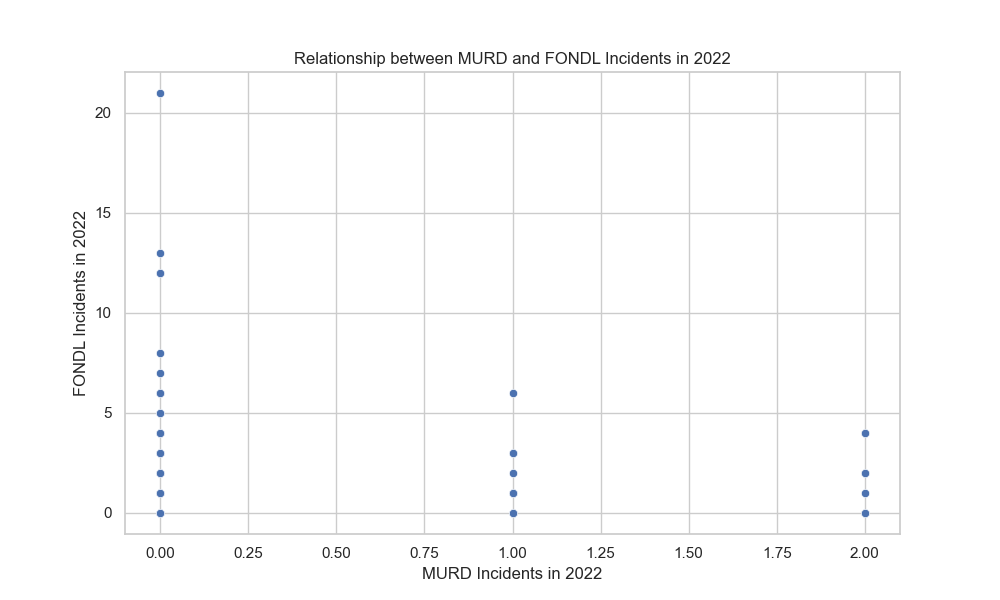 Relationship between MURD and FONDL Incidents in 2022
FONDL Incidents in 2022
20
15
10
5
0
0.00 0.25 0.50 0.75 1.00 1.25 1.50 1.75 2.00
MURD Incidents in 2022